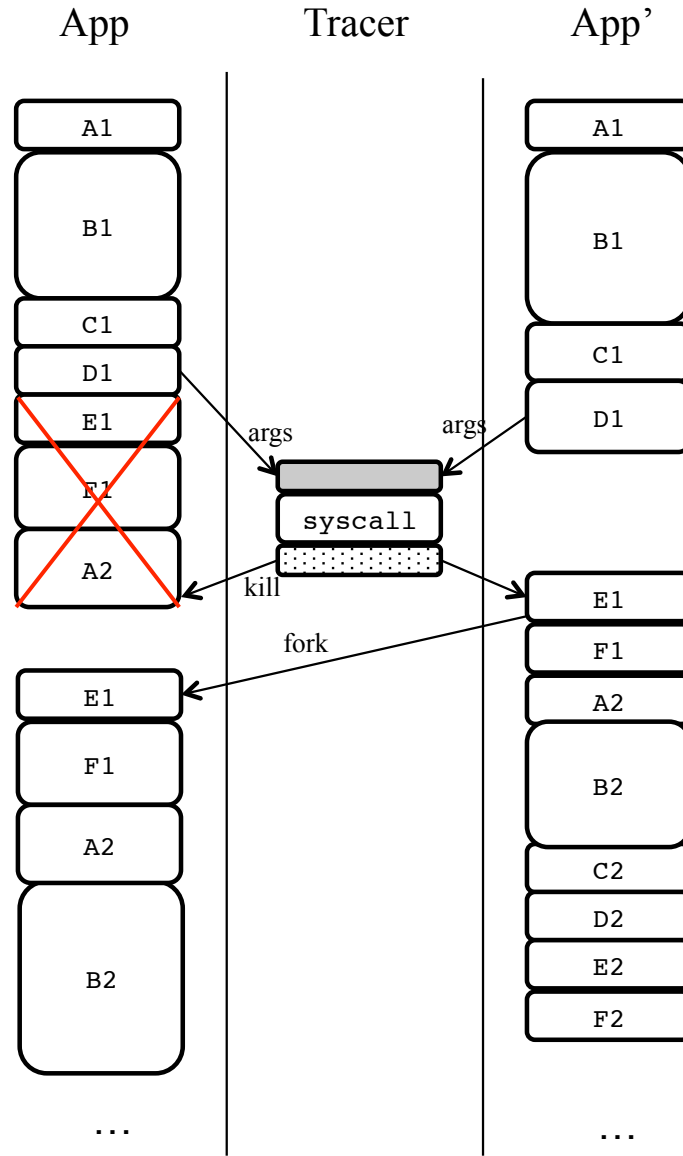 App
Tracer
App’
A1
B1
C1
D1
E1
F1
A2
E1
F1
A2
B2
...
args
args
syscall
kill
fork
A1
B1
C1
D1
E1
F1
A2
B2
C2
D2
E2
F2
...